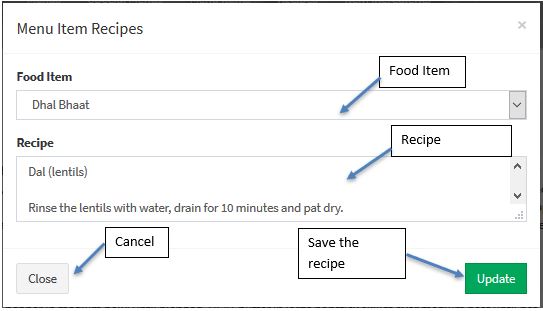 Menu Item Recipes
×
Food Item
Food Item
Dhal Bhaat
Recipe
Recipe
Dal (lentils)
Rinse the lentils with water, drain for 10 minutes and pat dry.
Cancel
Save the
recipe
Close
Update